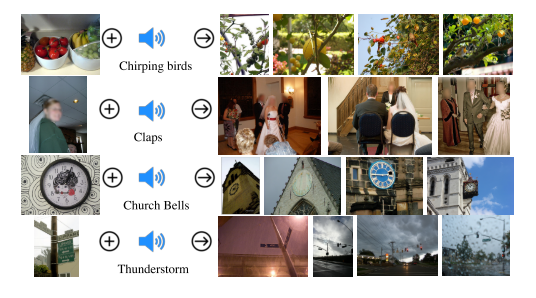 Chirping birds
Claps
Church Bells
Thunderstorm